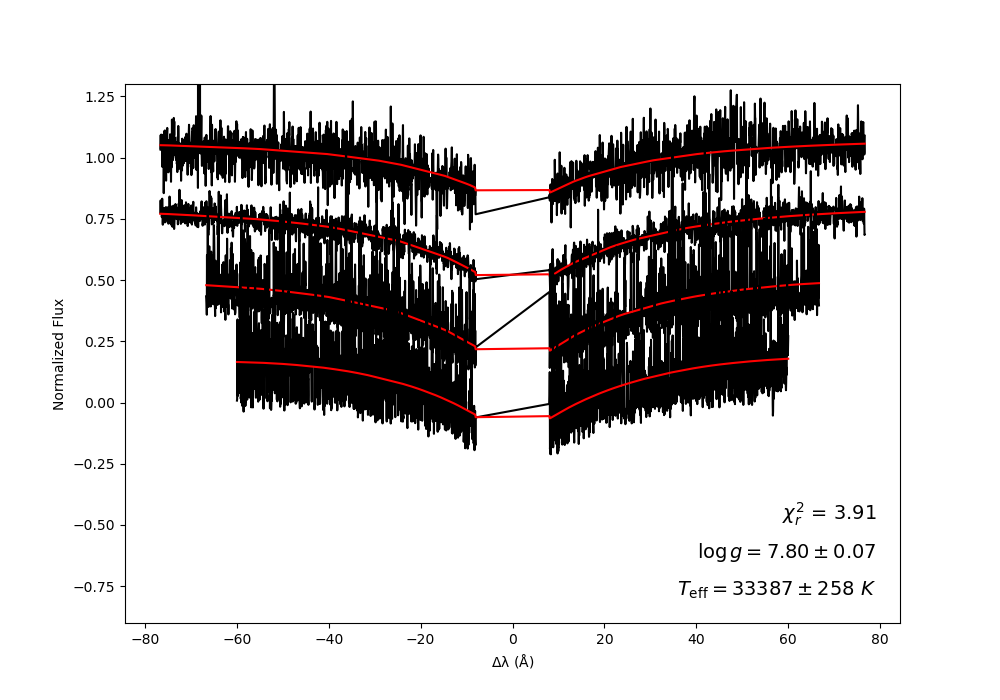 1.25
1.00
0.75
0.50
0.25
0.00
−0.25
−0.50
−0.75
Normalized Flux
χ²ᵣ = 3.91
log g = 7.80 ± 0.07
T_eff = 33387 ± 258 K
−80 −60 −40 −20 0 20 40 60 80
Δλ (Å)